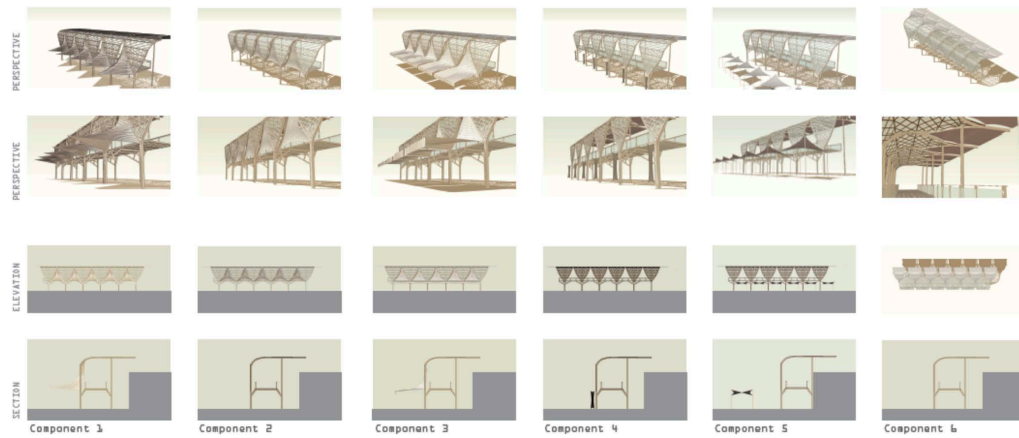 PERSPECTIVE
PERSPECTIVE
ELEVATION
SECTION
Component 1
Component 2
Component 3
Component 4
Component 5
Component 6